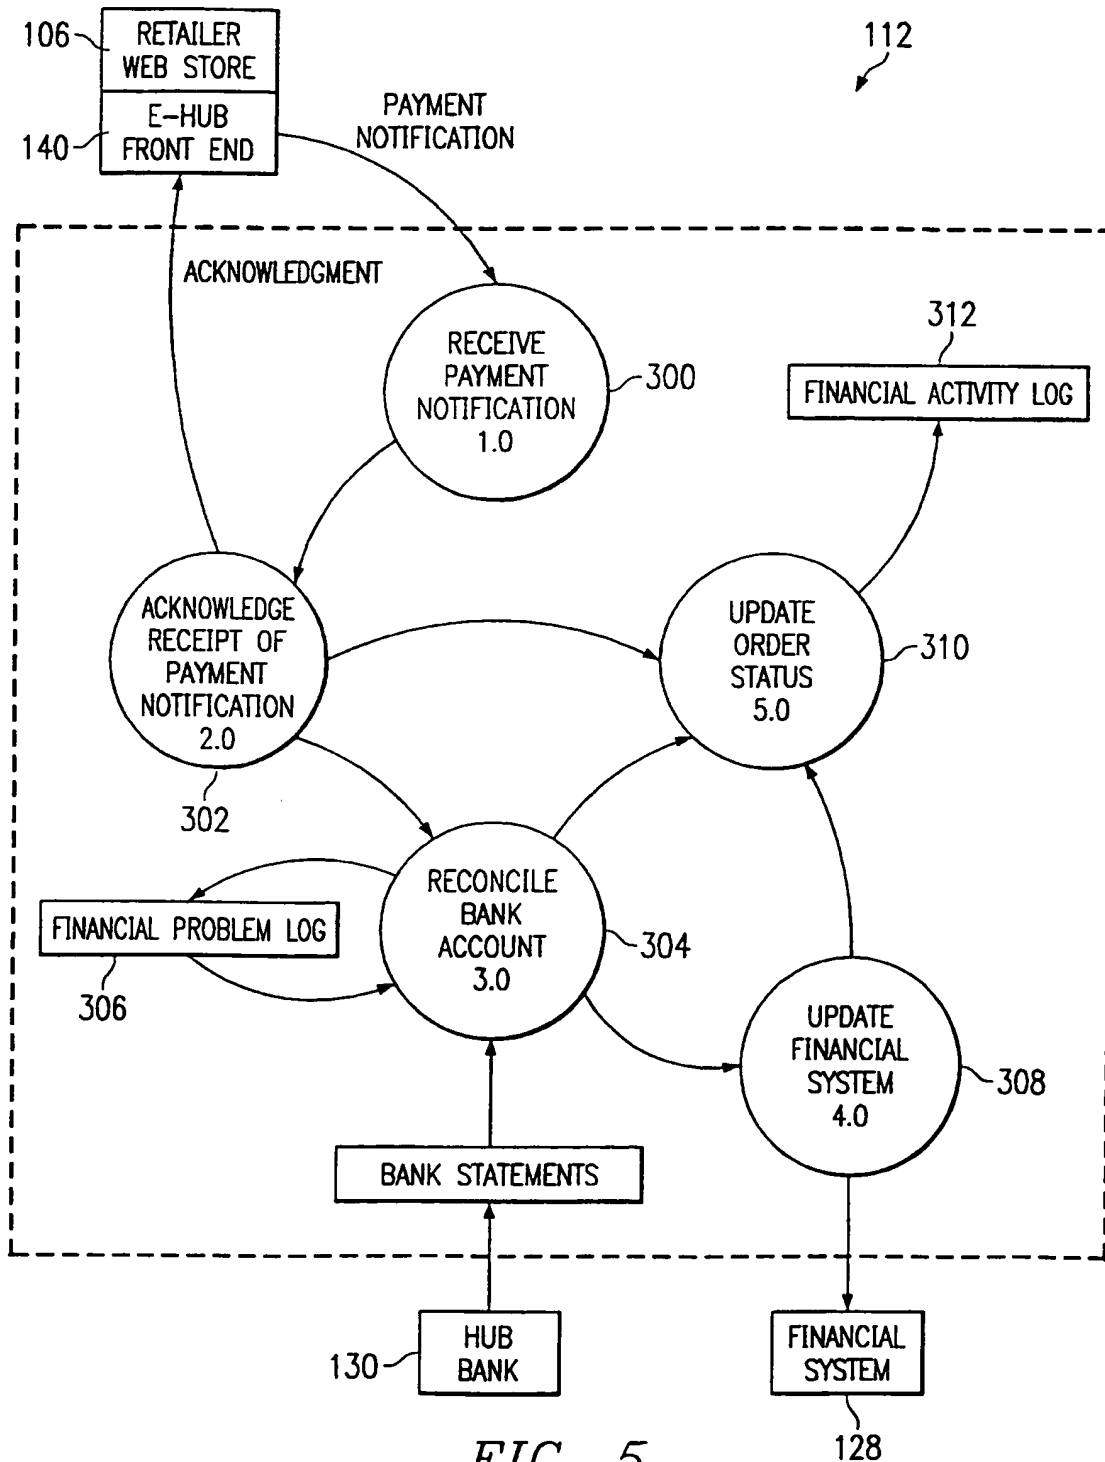 106
RETAILER
WEB STORE
112
140
E-HUB
FRONT END
PAYMENT
NOTIFICATION
ACKNOWLEDGMENT
RECEIVE
PAYMENT
NOTIFICATION
1.0
300
312
FINANCIAL ACTIVITY LOG
ACKNOWLEDGE
RECEIPT OF
PAYMENT
NOTIFICATION
2.0
302
UPDATE
ORDER
STATUS
5.0
310
RECONCILE
BANK
ACCOUNT
3.0
304
FINANCIAL PROBLEM LOG
306
UPDATE
FINANCIAL
SYSTEM
4.0
308
BANK STATEMENTS
130
HUB
BANK
FINANCIAL
SYSTEM
128
FIG. 5